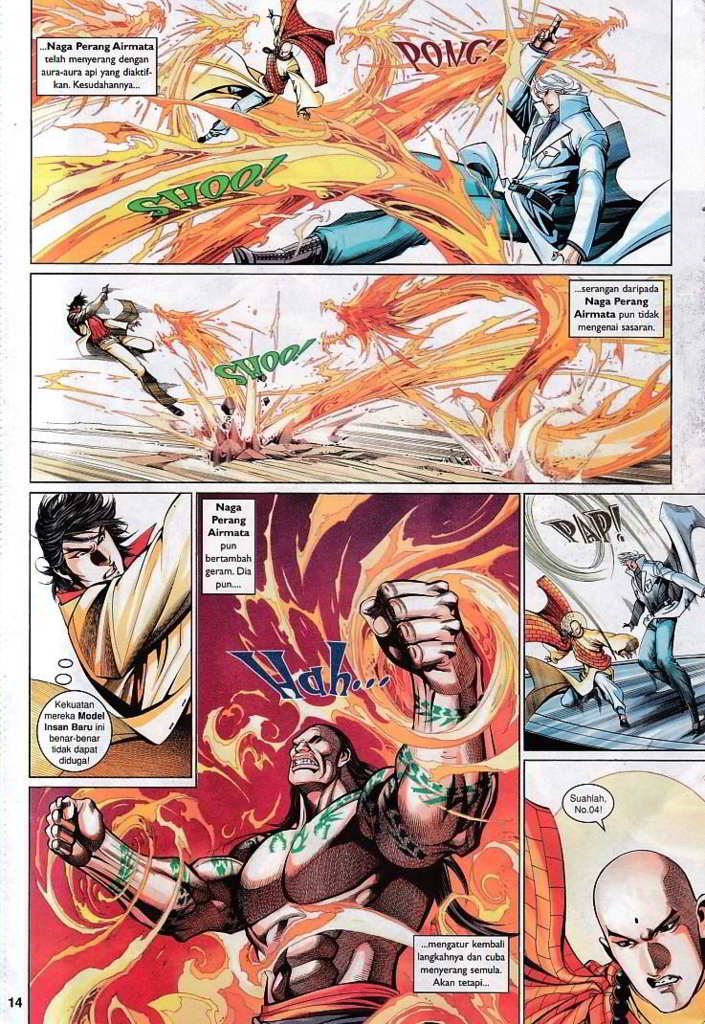 ...Naga Perang Airmata
telah menyerang dengan
aura-aura api yang diaktif-
kan. Kesudahannya...
PONG!
SHOO!
...serangan daripada
Naga Perang
Airmata pun tidak
mengenai sasaran.
SHOO!
Kekuatan
mereka Model
Insan Baru ini
benar-benar
tidak dapat
diduga!
Naga
Perang
Airmata
pun
bertambah
geram. Dia
pun....
Hah...
...mengatur kembali
langkahnya dan cuba
menyerang semula.
Akan tetapi...
PAP!
Suahlah,
No.04!
14